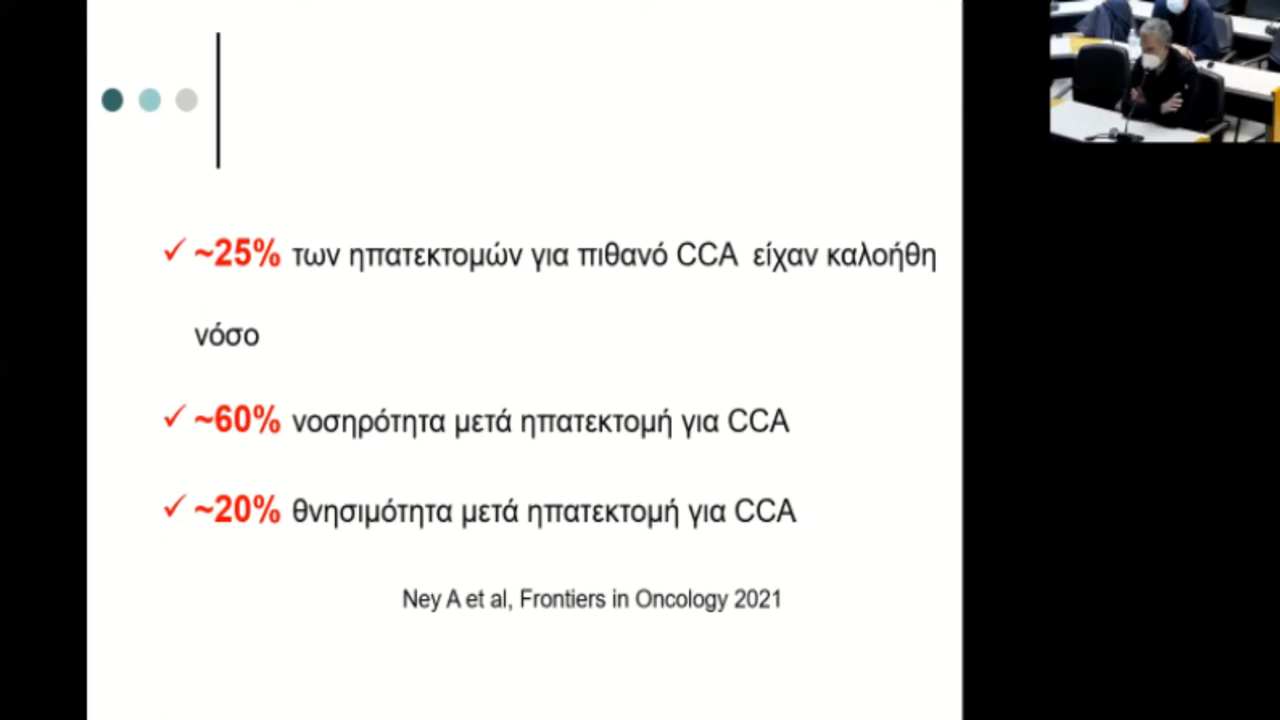 ✓ ~25% των ηπατεκτομών για πιθανό CCA είχαν καλοήθη
νόσο
✓ ~60% νοσηρότητα μετά ηπατεκτομή για CCA
✓ ~20% θνησιμότητα μετά ηπατεκτομή για CCA
Ney A et al, Frontiers in Oncology 2021